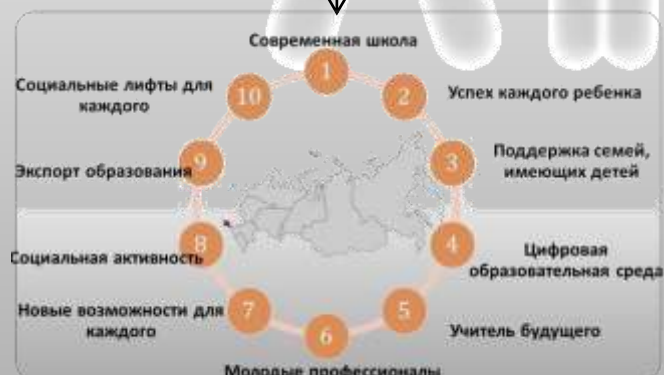 Современная школа
1
2
Успех каждого ребенка
3
Поддержка семей,
имеющих детей
4
Цифровая
образовательная среда
5
Учитель будущего
6
Молодые профессионалы
7
Новые возможности для
каждого
8
Социальная активность
9
Экспорт образования
10
Социальные лифты для
каждого